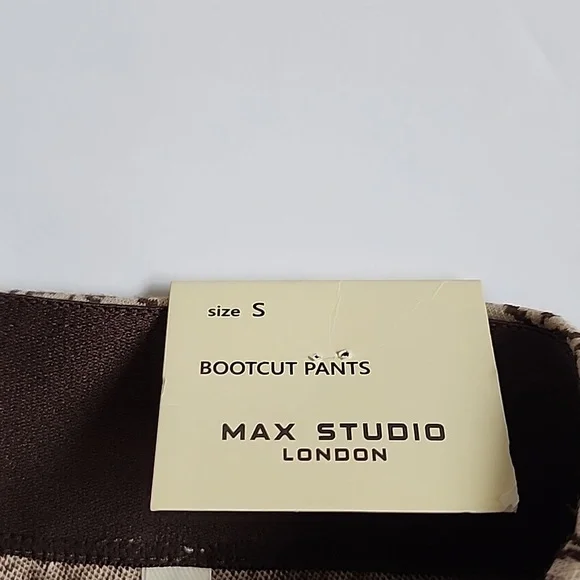 size S
BOOTCUT PANTS
MAX STUDIO
LONDON